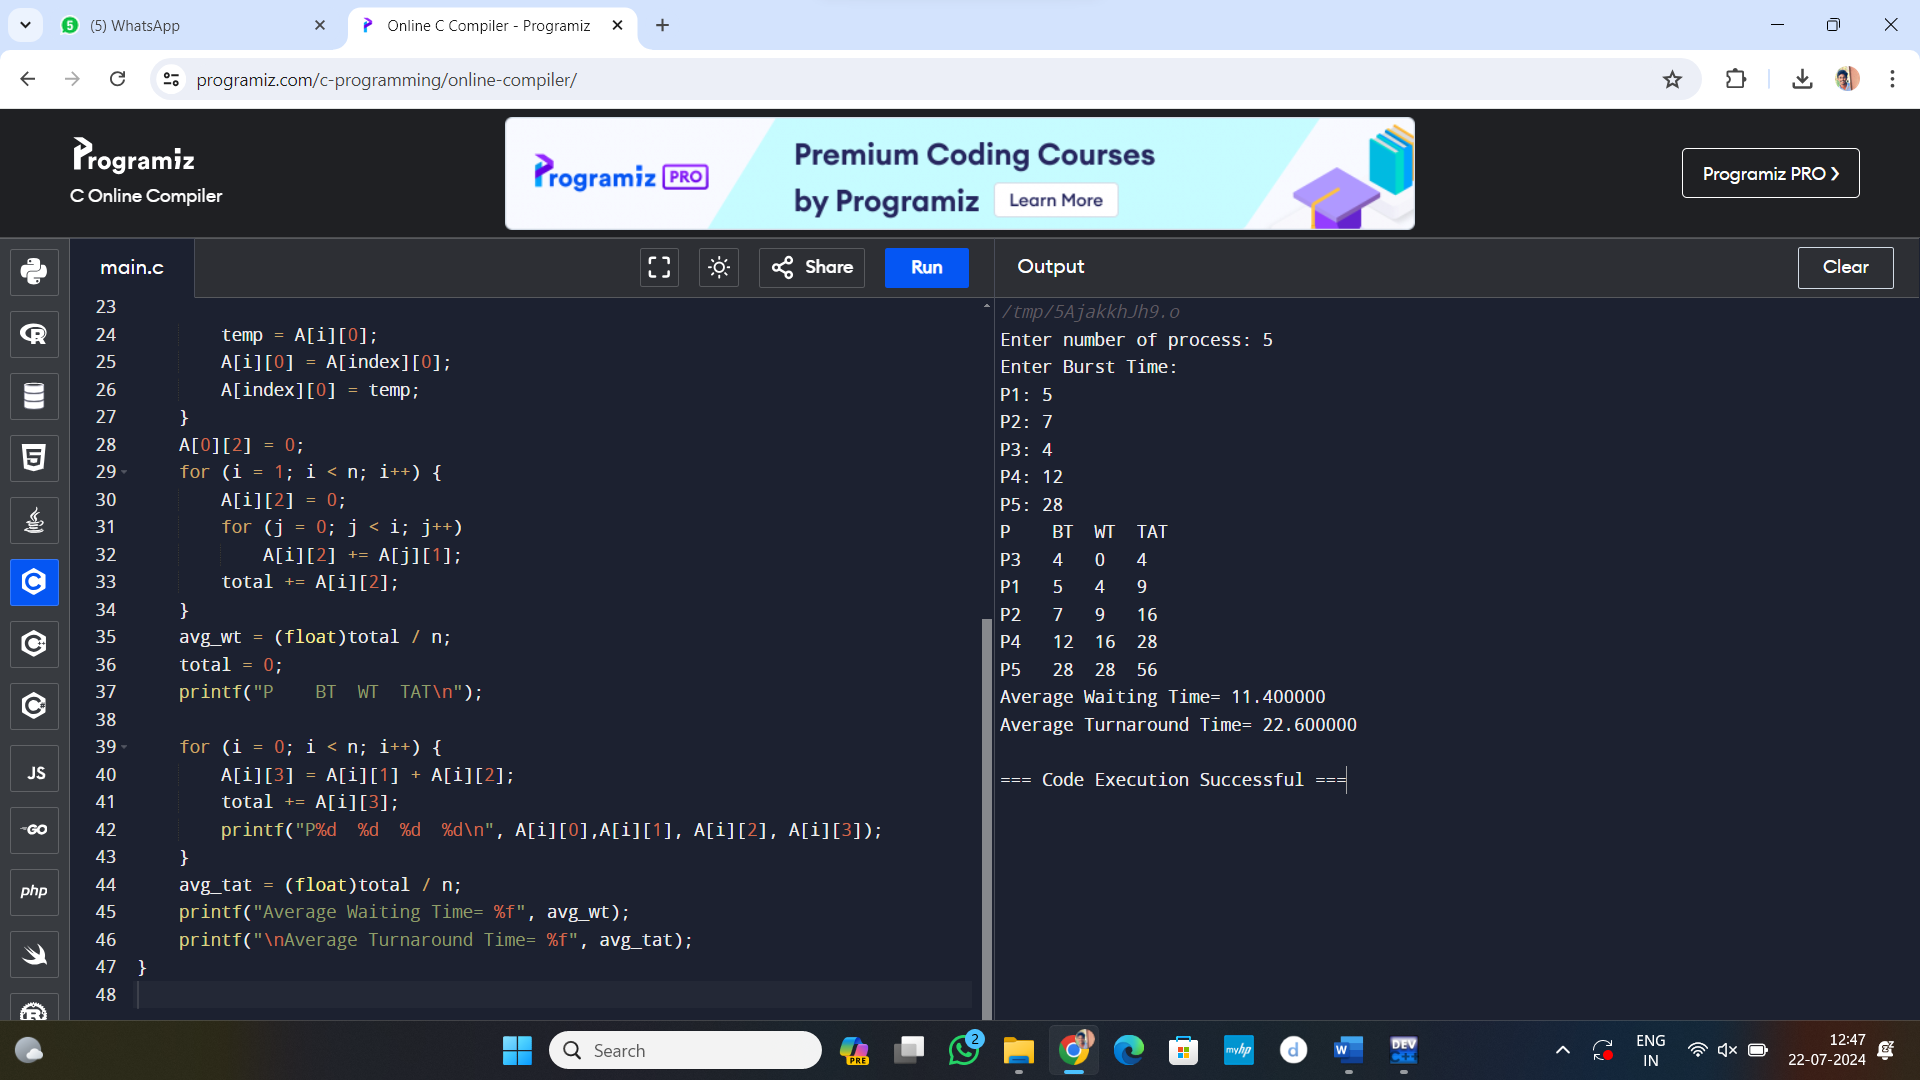 (5) WhatsApp
Online C Compiler - Programiz
programiz.com/c-programming/online-compiler/
Programiz
C Online Compiler
Programiz PRO
Premium Coding Courses
by Programiz
Learn More
Programiz PRO
main.c
Share
Run
Output
Clear
23
24 temp = A[i][0];
25 A[i][0] = A[index][0];
26 A[index][0] = temp;
27 }
28 A[0][2] = 0;
29 for (i = 1; i < n; i++) {
30 A[i][2] = 0;
31 for (j = 0; j < i; j++)
32 A[i][2] += A[j][1];
33 total += A[i][2];
34 }
35 avg_wt = (float)total / n;
36 total = 0;
37 printf("P    BT  WT  TAT\n");
38
39 for (i = 0; i < n; i++) {
40 A[i][3] = A[i][1] + A[i][2];
41 total += A[i][3];
42 printf("P%d  %d  %d  %d\n", A[i][0],A[i][1], A[i][2], A[i][3]);
43 }
44 avg_tat = (float)total / n;
45 printf("Average Waiting Time= %f", avg_wt);
46 printf("\nAverage Turnaround Time= %f", avg_tat);
47 }
48
/tmp/5AjakkhJh9.o
Enter number of process: 5
Enter Burst Time:
P1: 5
P2: 7
P3: 4
P4: 12
P5: 28
P    BT  WT  TAT
P3   4   0   4
P1   5   4   9
P2   7   9   16
P4   12  16  28
P5   28  28  56
Average Waiting Time= 11.400000
Average Turnaround Time= 22.600000
=== Code Execution Successful ===
R
5
C
C
C
JS
GO
php
R
Search
PRE
2
myhp
d
W
DEV
C++
ENG
IN
12:47
22-07-2024